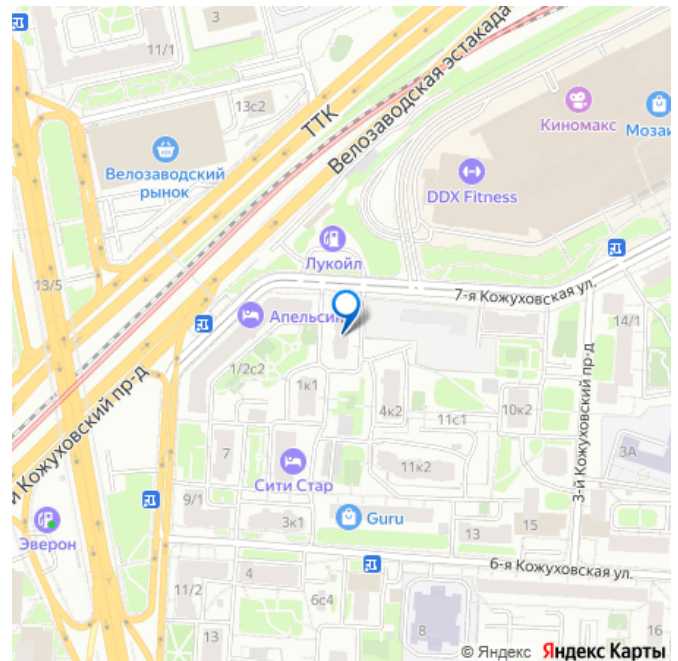 3
11/1
13с2
ТТК
Велозаводская эстакада
Киномакс
Мозаи
Велозаводский
рынок
DDX Fitness
Лукойл
13/5
7-я Кожуховская ул.
Апельсин
14/1
1/2с2
й Кожуховский пр-д
1к1
4к2
11с1
10к2
3-й Кожуховский пр-д
7
3А
Сити Стар
11к2
9/1
3к1
Guru
13
15
Эверон
6-я Кожуховская ул.
4
11/2
6с4
13
8
16
© Яндекс Яндекс Карты